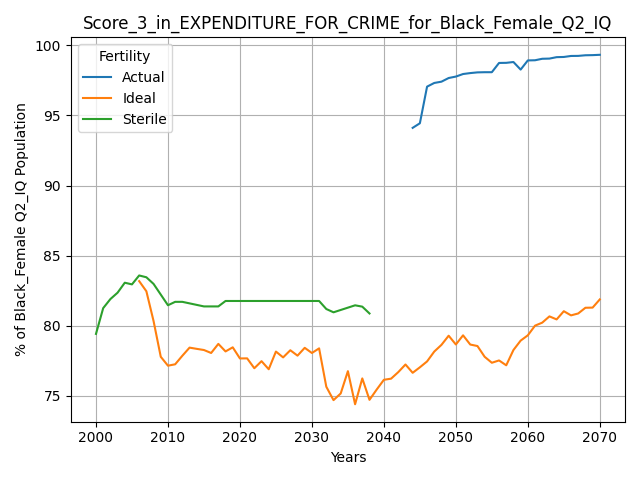 Score_3_in_EXPENDITURE_FOR_CRIME_for_Black_Female_Q2_IQ
Fertility
Actual
Ideal
Sterile
% of Black_Female Q2_IQ Population
100
95
90
85
80
75
2000 2010 2020 2030 2040 2050 2060 2070
Years